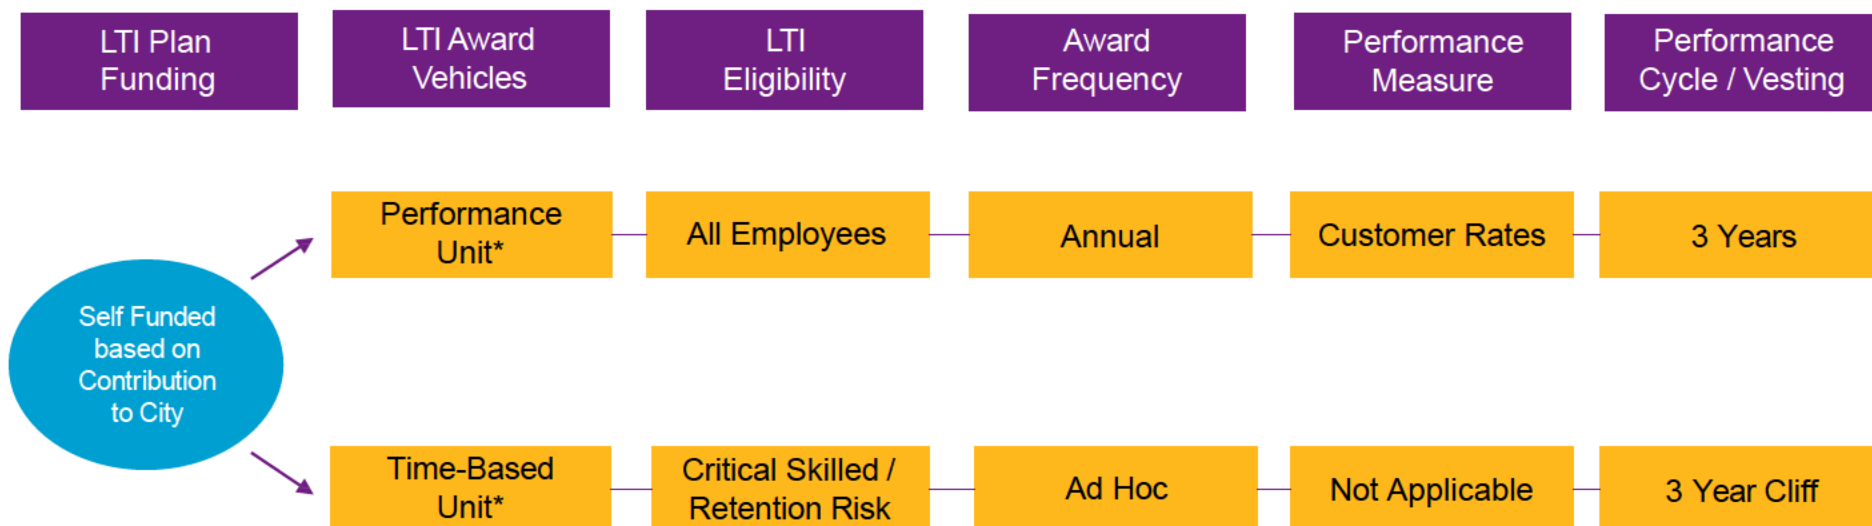 LTI Plan
Funding
LTI Award
Vehicles
LTI
Eligibility
Award
Frequency
Performance
Measure
Performance
Cycle / Vesting
Self Funded
based on
Contribution
to City
Performance
Unit*
All Employees
Annual
Customer Rates
3 Years
Time-Based
Unit*
Critical Skilled /
Retention Risk
Ad Hoc
Not Applicable
3 Year Cliff